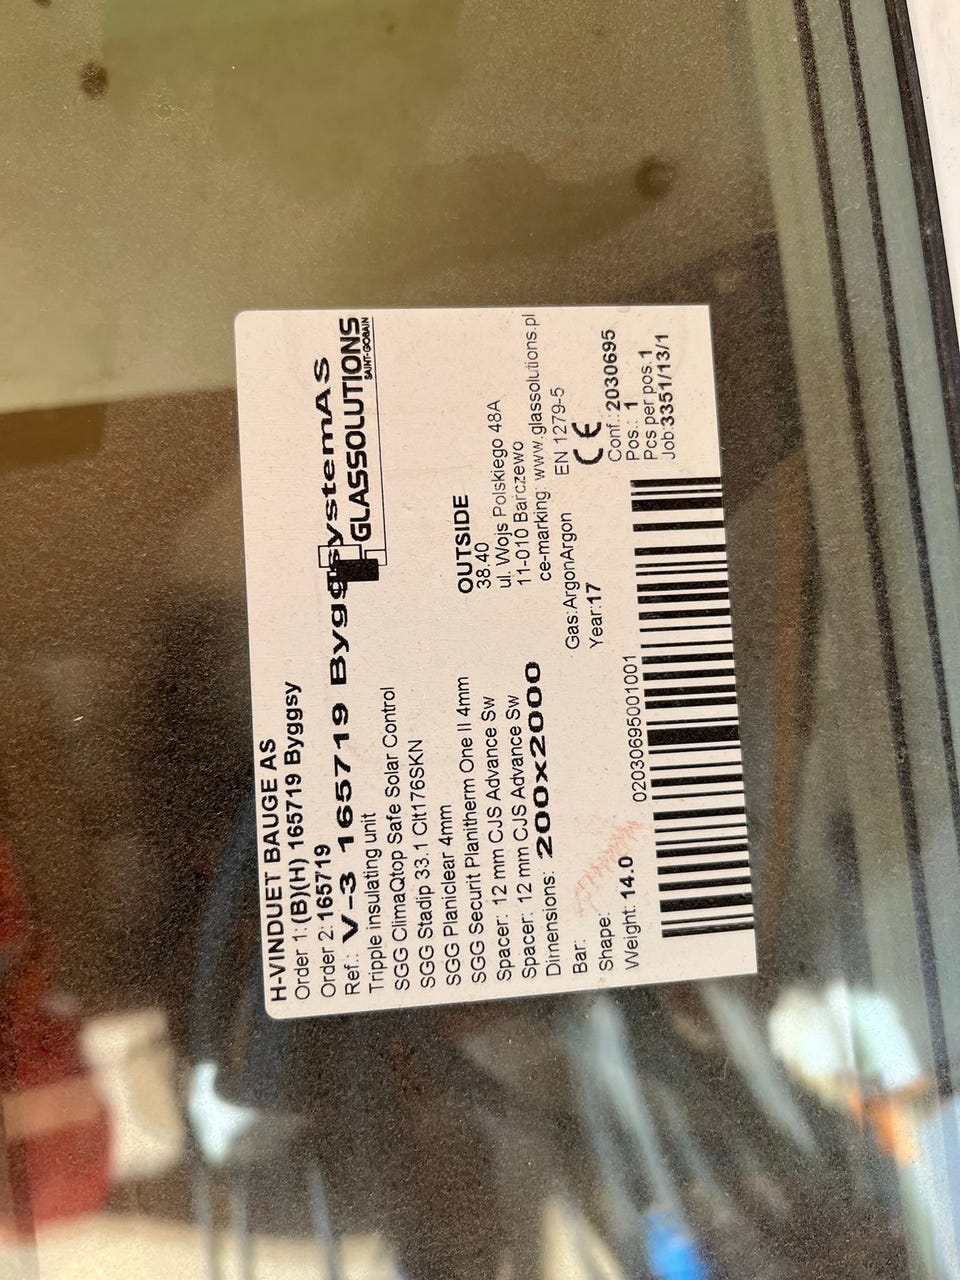 H-VINDUET BAUGE AS
Order 1: (B)(H) 165719 Byggsy
Order 2: 165719
Ref.: V-3 165719 ByggsystemAS
GLASSOLUTIONS
SAINT-GOBAIN
Tripple insulating unit
SGG ClimaQtop Safe Solar Control
SGG Stadip 33.1 Clt176SKN
SGG Planiclear 4mm
SGG Securit Planitherm One II 4mm
Spacer: 12 mm CJS Advance Sw
Spacer: 12 mm CJS Advance Sw
Dimensions: 200x2000
OUTSIDE
38.40
ul. Wojs Polskiego 48A
11-010 Barczewo
ce-marking: www.glassolutions.pl
Gas:ArgonArgon EN 1279-5
Year:17 CE
Bar:
Shape:
Weight: 14.0
Conf.:2030695
Pos.: 1
Pcs per pos.1
Job:3351/13/1
02030695001001